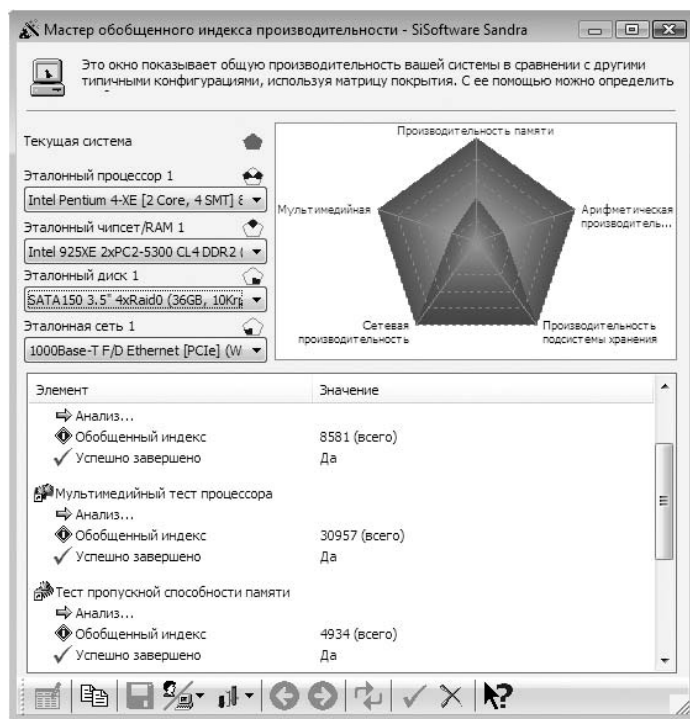 Мастер обобщенного индекса производительности - SiSoftware Sandra
Это окно показывает общую производительность вашей системы в сравнении с другими
типичными конфигурациями, используя матрицу покрытия. С ее помощью можно определить
Текущая система
Эталонный процессор 1
Intel Pentium 4-XE [2 Core, 4 SMT]
Эталонный чипсет/RAM 1
Intel 925XE 2xPC2-5300 CL4 DDR2 (
Эталонный диск 1
SATA150 3.5" 4xRaid0 (36GB, 10Krp
Эталонная сеть 1
1000Base-T F/D Ethernet [PCIe] (W
Производительность памяти
Мультимедийная
Арифметическая
производитель...
Сетевая
производительность
Производительность
подсистемы хранения
Элемент Значение
Анализ...
Обобщенный индекс 8581 (всего)
Успешно завершено Да
Мультимедийный тест процессора
Анализ...
Обобщенный индекс 30957 (всего)
Успешно завершено Да
Тест пропускной способности памяти
Анализ...
Обобщенный индекс 4934 (всего)
Успешно завершено Да